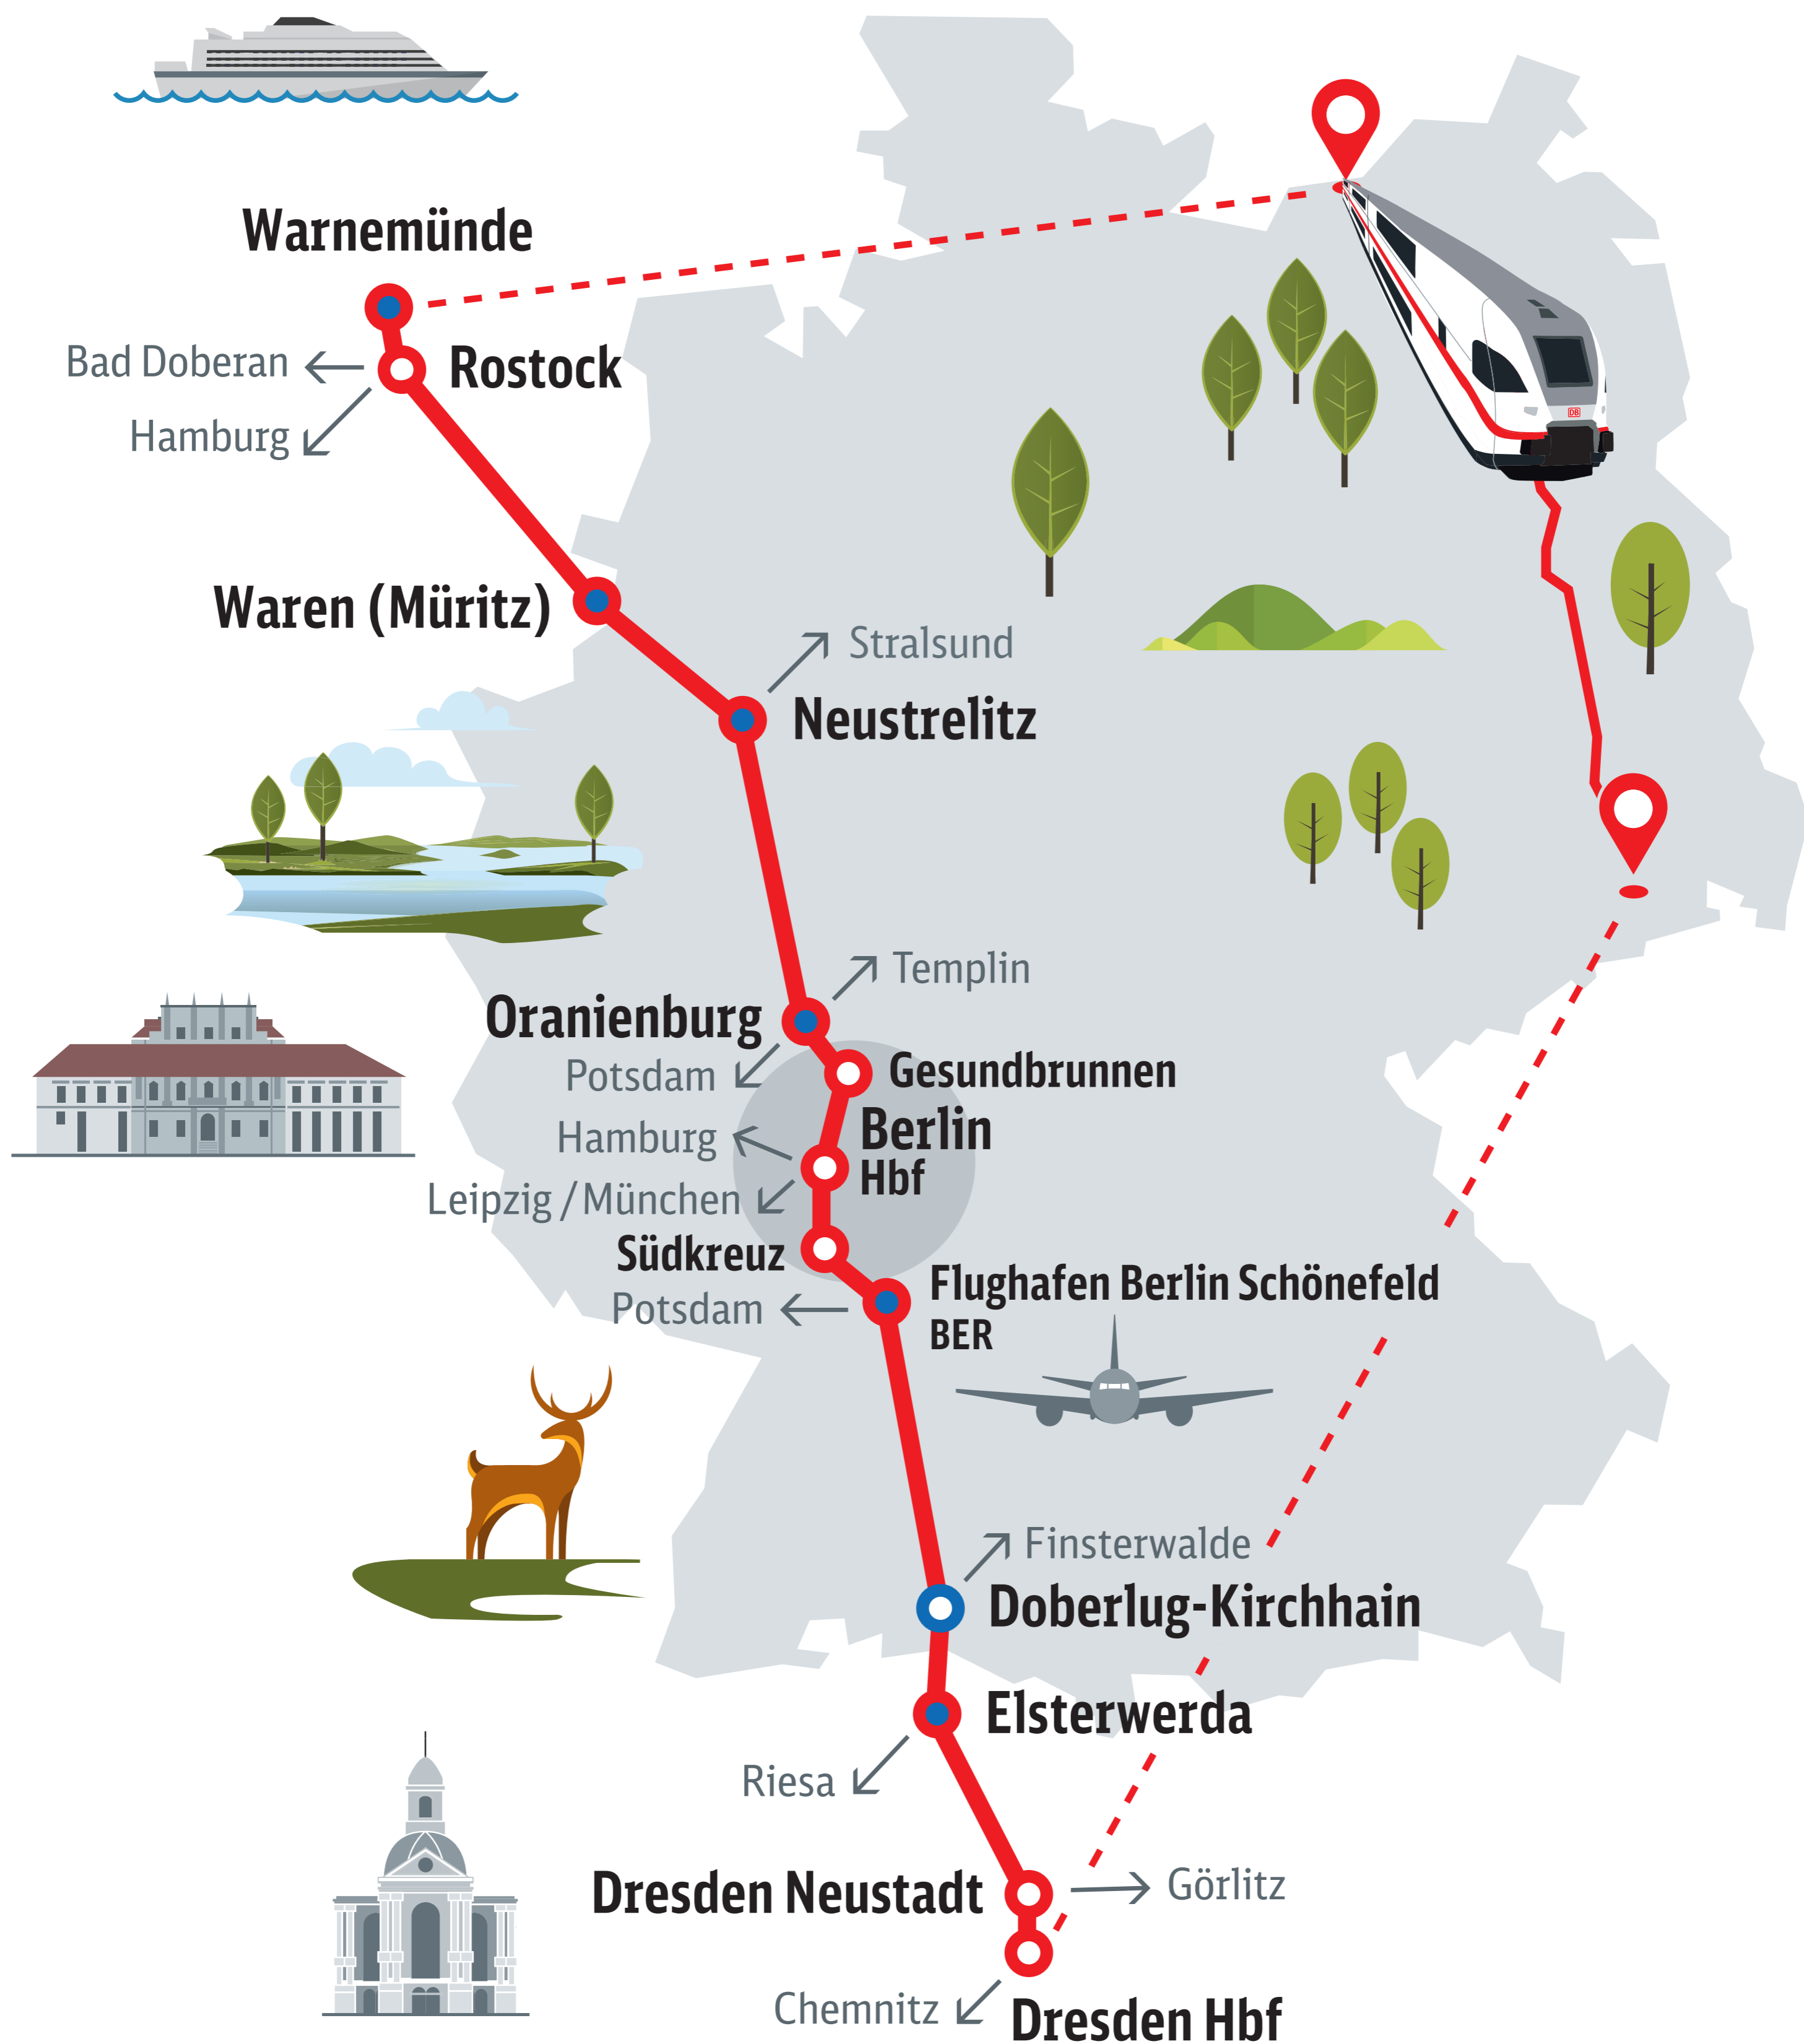 Warnemünde
Bad Doberan
Rostock
Hamburg
DB
Waren (Müritz)
Stralsund
Neustrelitz
Templin
Oranienburg
Potsdam
Gesundbrunnen
Berlin
Hbf
Hamburg
Leipzig / München
Südkreuz
Flughafen Berlin Schönefeld
BER
Potsdam
Finsterwalde
Doberlug-Kirchhain
Elsterwerda
Riesa
Dresden Neustadt
Görlitz
Chemnitz
Dresden Hbf